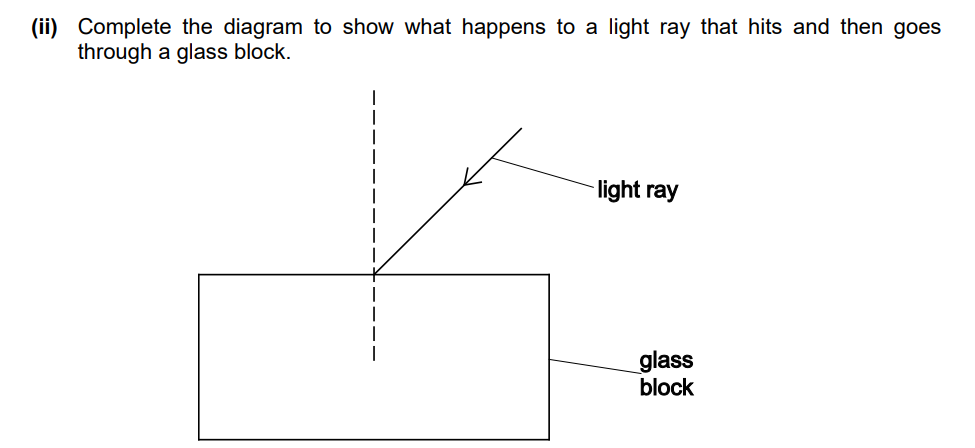 (ii) Complete the diagram to show what happens to a light ray that hits and then goes
through a glass block.
light ray
glass
block